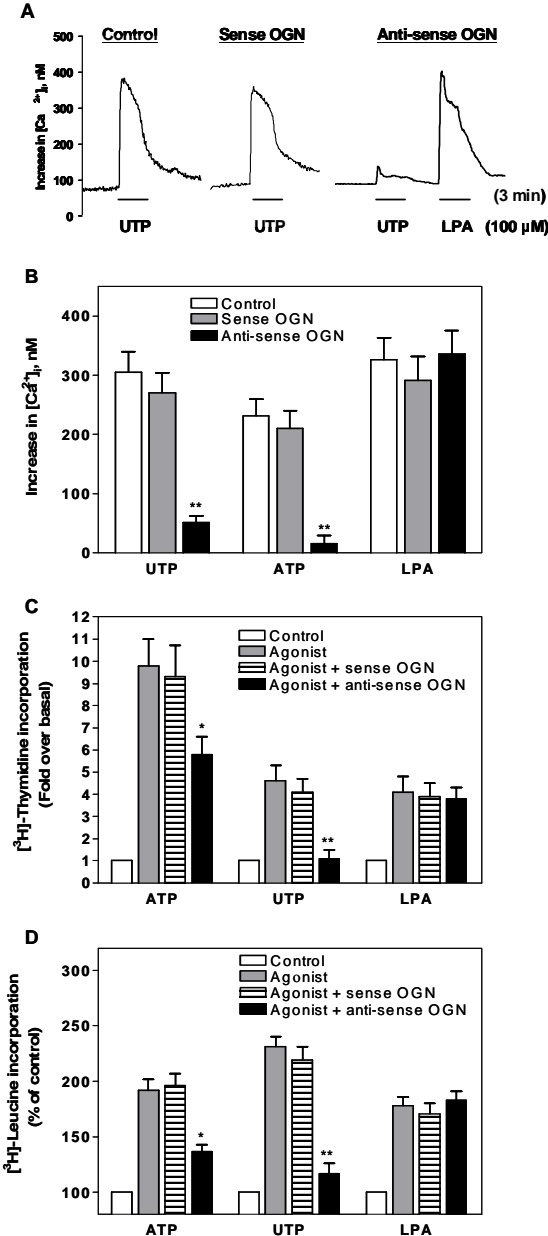 A
Control Sense OGN Anti-sense OGN
Increase in [Ca 2+]i, nM
500
400
300
200
100
0
UTP UTP UTP LPA
(3 min)
(100 µM)
B
Increase in [Ca2+]i, nM
400
300
200
100
0
Control
Sense OGN
Anti-sense OGN
** **
UTP ATP LPA
C
[3H]-Thymidine incorporation
(Fold over basal)
12
11
10
9
8
7
6
5
4
3
2
1
0
Control
Agonist
Agonist + sense OGN
Agonist + anti-sense OGN
* **
ATP UTP LPA
D
[3H]-Leucine incorporation
(% of control)
300
250
200
150
100
Control
Agonist
Agonist + sense OGN
Agonist + anti-sense OGN
* **
ATP UTP LPA